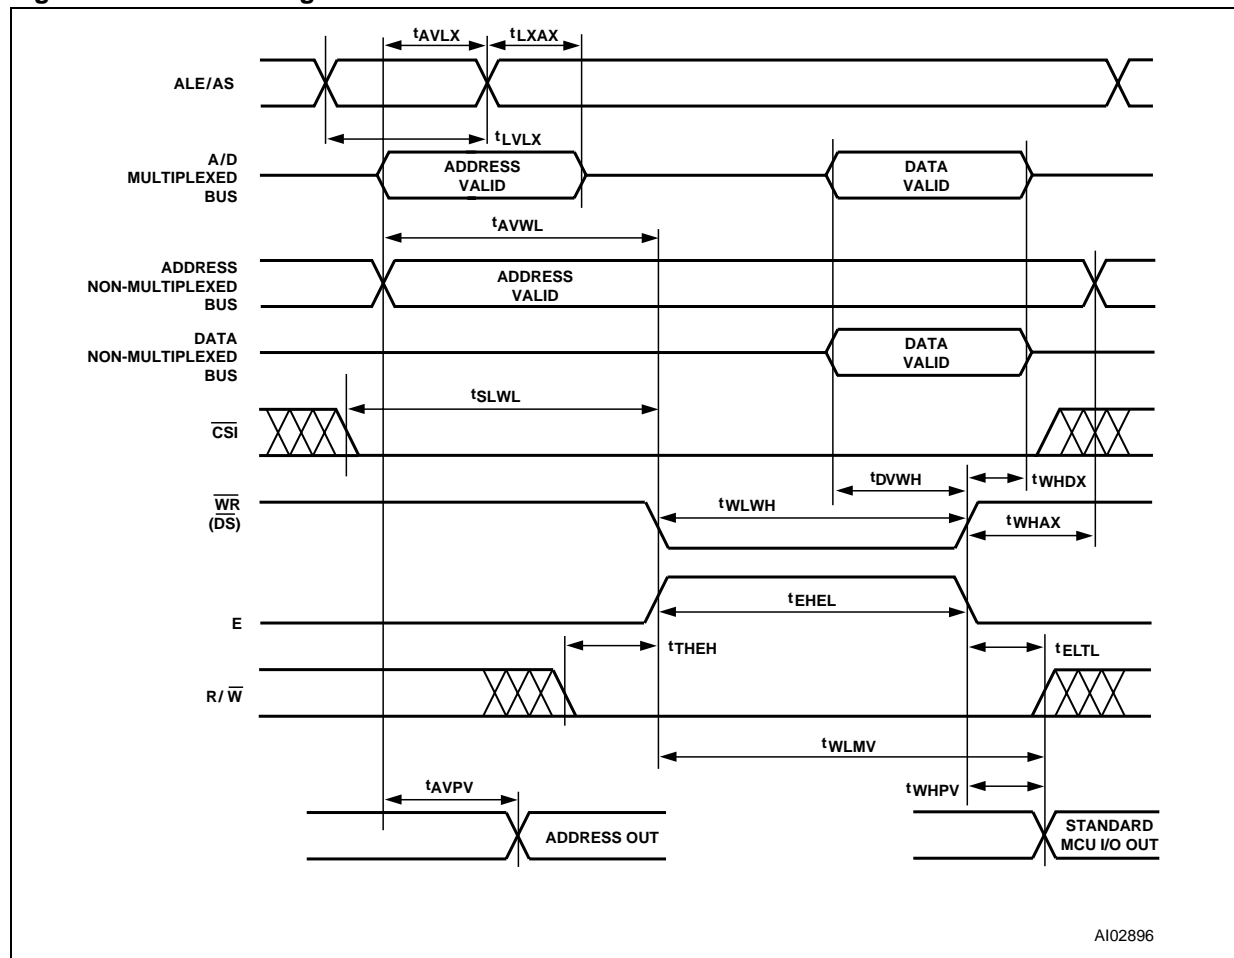 tAVLX tLXAX
ALE/AS
tLVLX
A/D
MULTIPLEXED
BUS
ADDRESS
VALID
DATA
VALID
tAVWL
ADDRESS
NON-MULTIPLEXED
BUS
ADDRESS
VALID
DATA
NON-MULTIPLEXED
BUS
DATA
VALID
tSLWL
CSI
tDVWH tWHDX
WR
(DS)
tWLWH
tWHAX
tEHEL
E
tTHEH tELTL
R/W
tWLMV
tAVPV tWHPV
ADDRESS OUT
STANDARD
MCU I/O OUT
AI02896